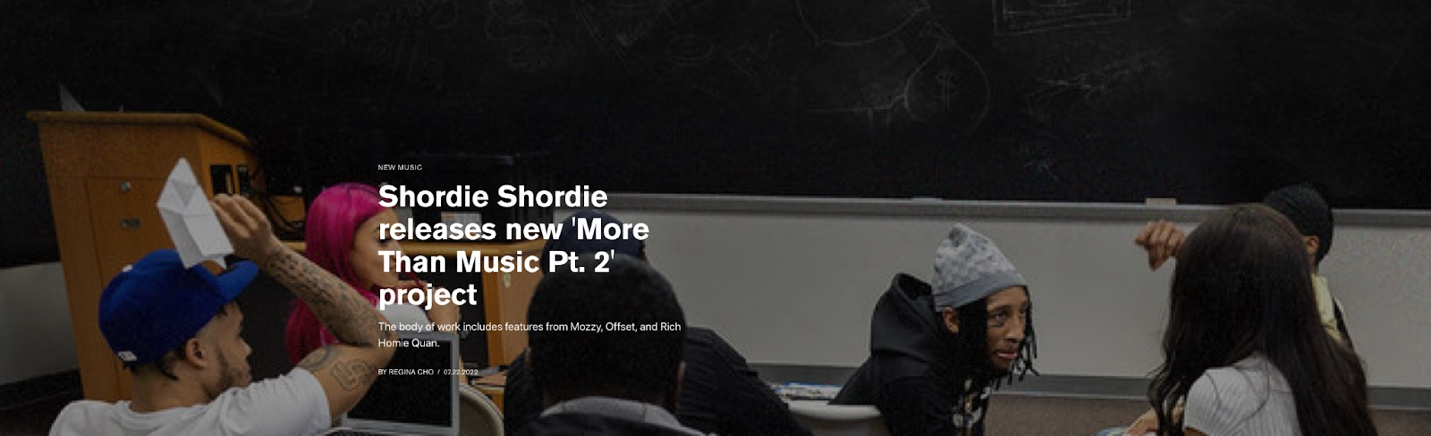 NEW MUSIC
Shordie Shordie
releases new 'More
Than Music Pt. 2'
project
The body of work includes features from Mozzy, Offset, and Rich
Homie Quan.
BY REGINA CHO / 07.22.2022